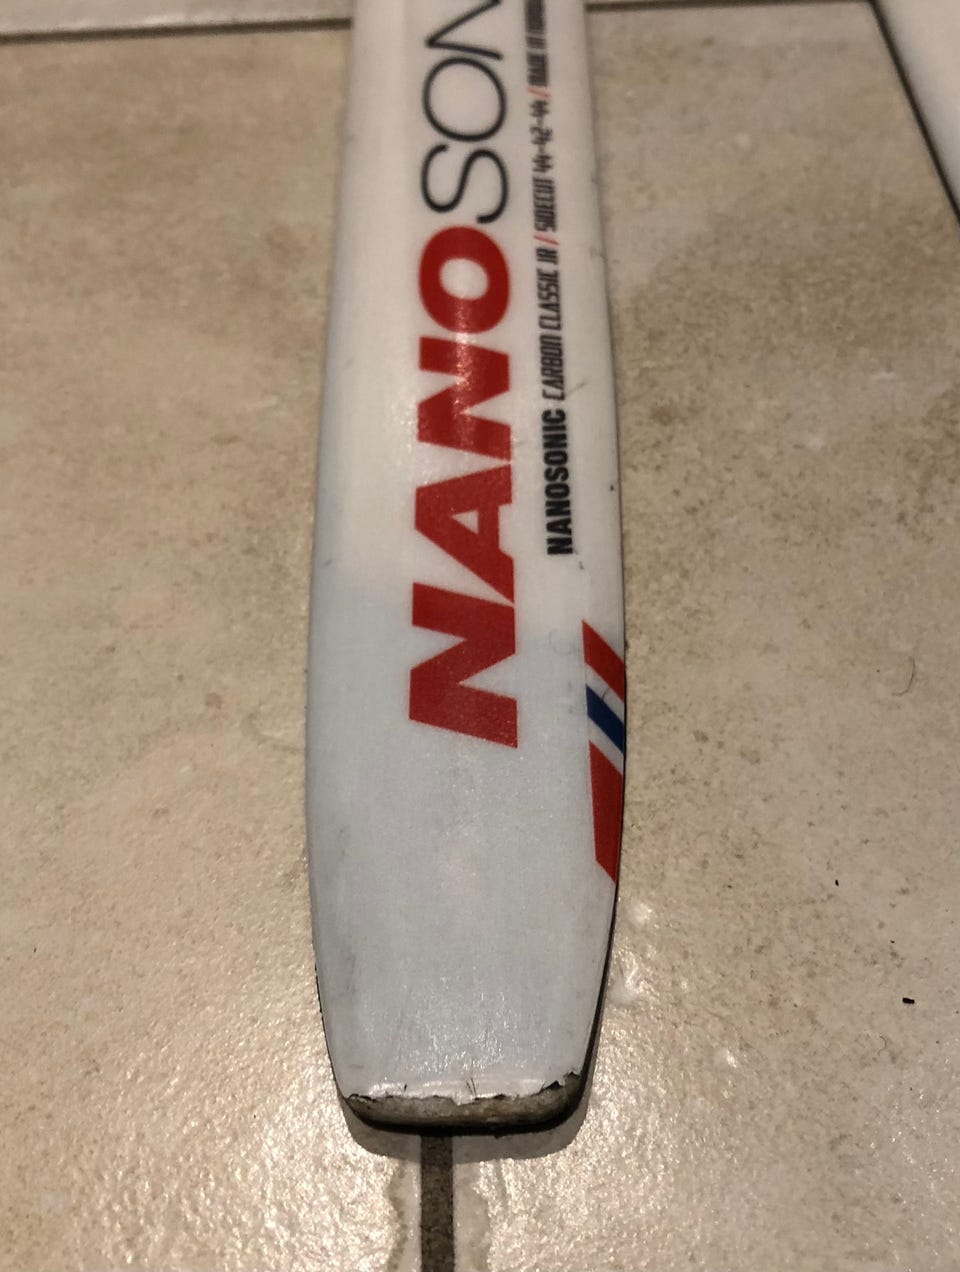 NANOSON
NANOSONIC CARBON CLASSIC JR / SIDECUT 44-42-44 / MADE IN